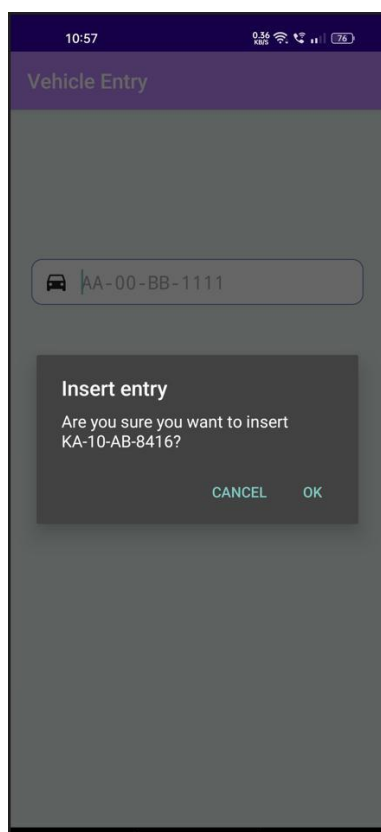 10:57
0.36
KB/S
76
Vehicle Entry
AA-00-BB-1111
Insert entry
Are you sure you want to insert
KA-10-AB-8416?
CANCEL OK